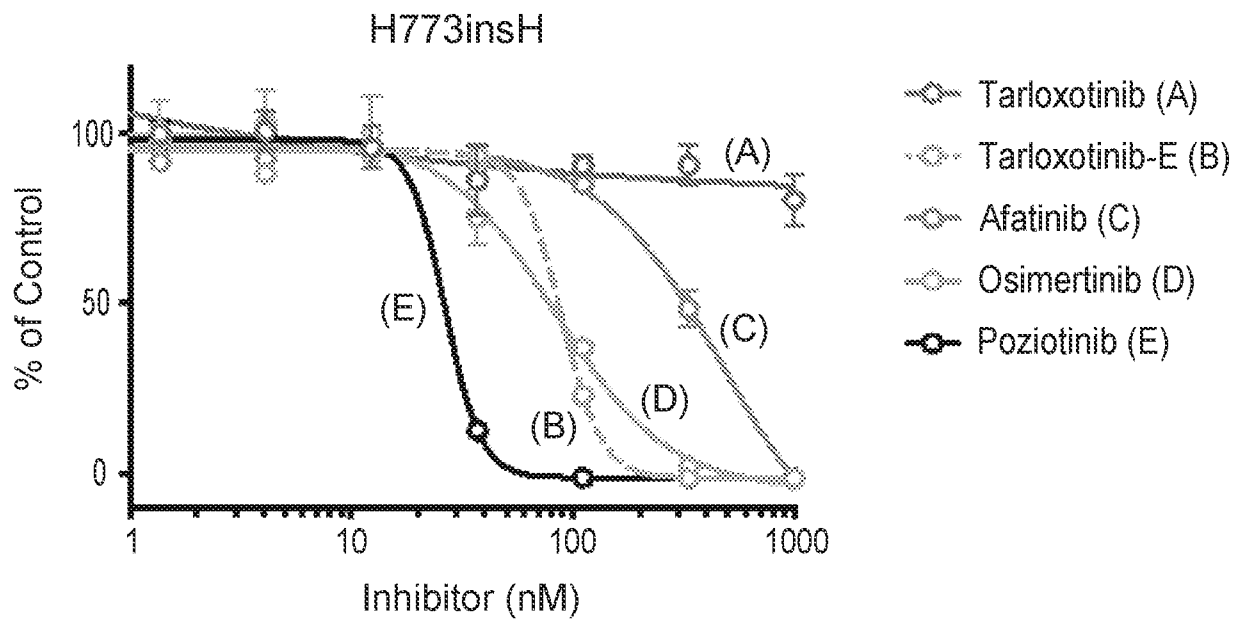 H773insH
% of Control
100
50
0
1
10
100
1000
Inhibitor (nM)
(A)
(E)
(B)
(D)
(C)
Tarloxotinib (A)
Tarloxotinib-E (B)
Afatinib (C)
Osimertinib (D)
Poziotinib (E)